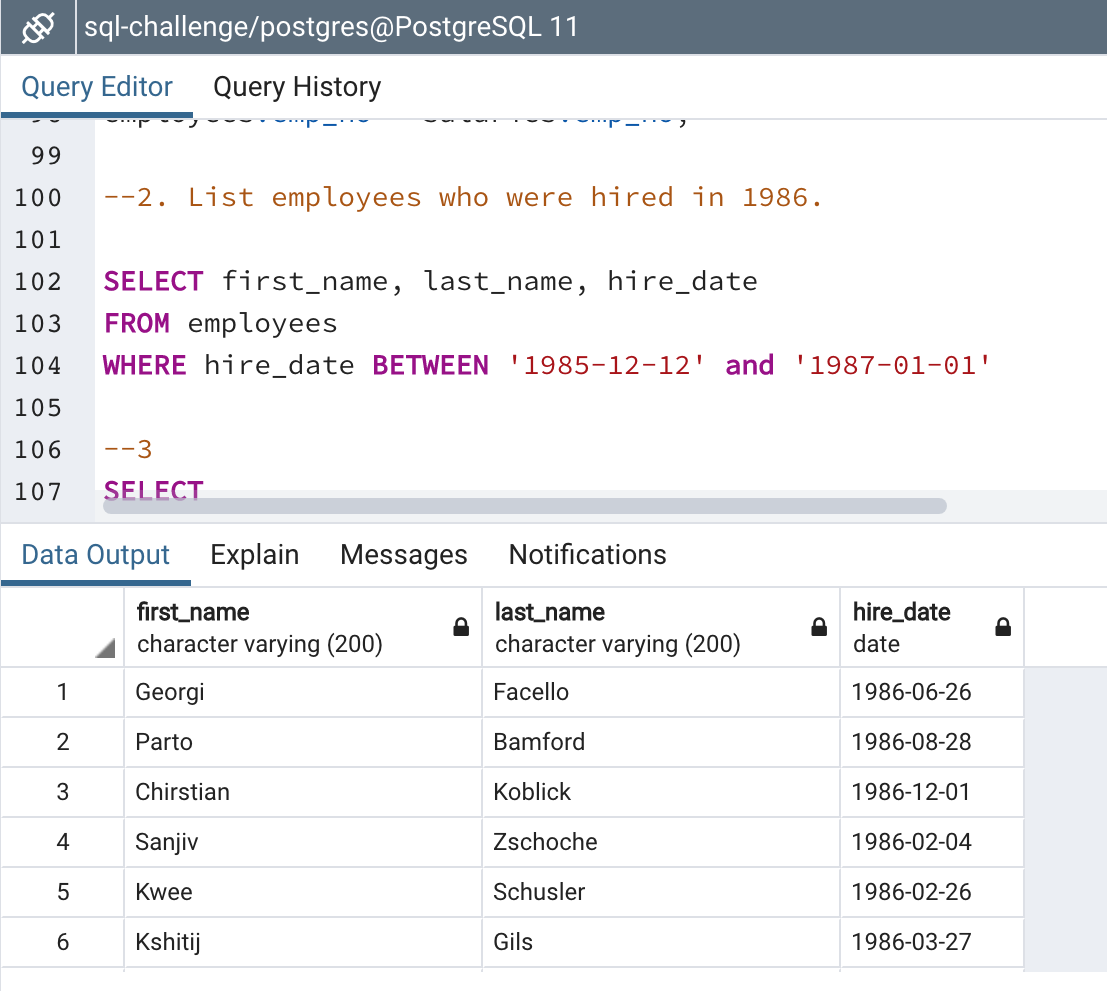 sql-challenge/postgres@PostgreSQL 11
Query Editor Query History
99
100 --2. List employees who were hired in 1986.
101
102 SELECT first_name, last_name, hire_date
103 FROM employees
104 WHERE hire_date BETWEEN '1985-12-12' and '1987-01-01'
105
106 --3
107 SELECT
Data Output Explain Messages Notifications
first_name last_name hire_date
character varying (200) character varying (200) date
1 Georgi Facello 1986-06-26
2 Parto Bamford 1986-08-28
3 Chirstian Koblick 1986-12-01
4 Sanjiv Zschoche 1986-02-04
5 Kwee Schusler 1986-02-26
6 Kshitij Gils 1986-03-27